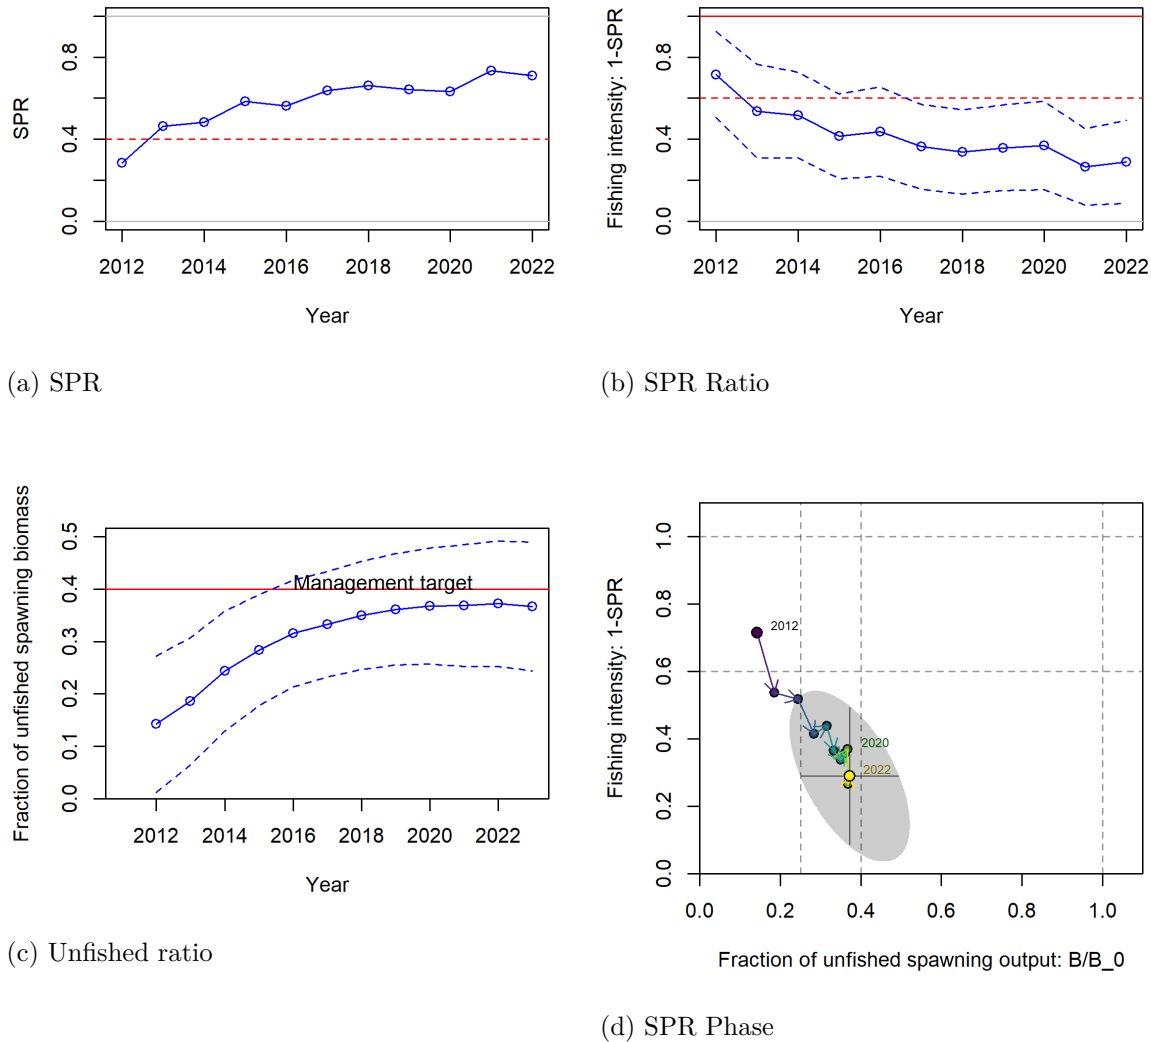 SPR
0.0 0.4 0.8
2012 2014 2016 2018 2020 2022
Year
(a) SPR
Fishing intensity: 1-SPR
0.0 0.4 0.8
2012 2014 2016 2018 2020 2022
Year
(b) SPR Ratio
Fraction of unfished spawning biomass
0.0 0.1 0.2 0.3 0.4 0.5
Management target
2012 2014 2016 2018 2020 2022
Year
(c) Unfished ratio
Fishing intensity: 1-SPR
0.0 0.2 0.4 0.6 0.8 1.0
2012
2020
2022
0.0 0.2 0.4 0.6 0.8 1.0
Fraction of unfished spawning output: B/B_0
(d) SPR Phase